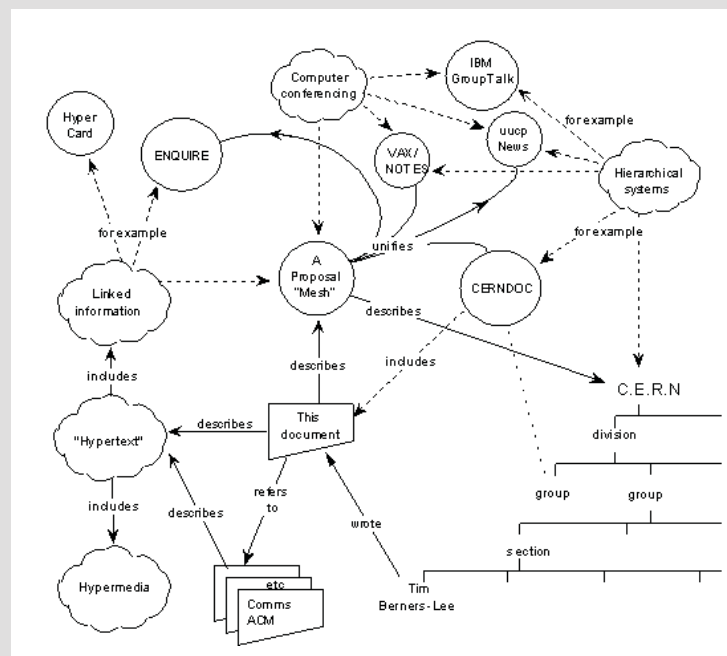 IBM
GroupTalk
Computer
conferencing
Hyper
Card
uucp
News
for example
ENQUIRE
VAX/
NOTES
Hierarchical
systems
for example
unifies
for example
A
Proposal
"Mesh"
CERNDOC
Linked
information
describes
includes
describes
C.E.R.N
includes
This
document
describes
division
"Hypertext"
refers
to
group
group
includes
describes
wrote
section
Hypermedia
etc
Tim
Berners-Lee
Comms
ACM